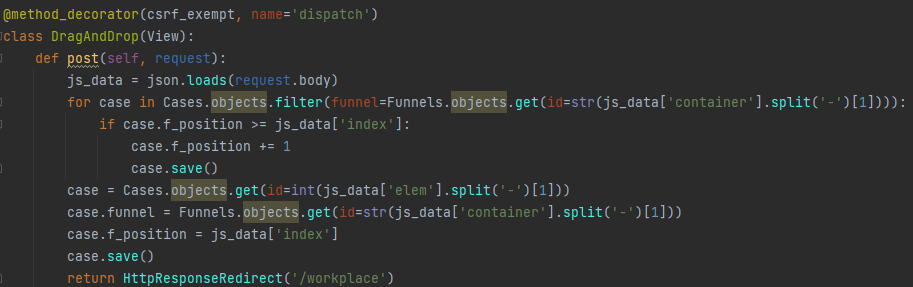 @method_decorator(csrf_exempt, name='dispatch')
class DragAndDrop(View):
    def post(self, request):
        js_data = json.loads(request.body)
        for case in Cases.objects.filter(funnel=Funnels.objects.get(id=str(js_data['container'].split('-')[1]))):
            if case.f_position >= js_data['index']:
                case.f_position += 1
                case.save()
        case = Cases.objects.get(id=int(js_data['elem'].split('-')[1]))
        case.funnel = Funnels.objects.get(id=str(js_data['container'].split('-')[1]))
        case.f_position = js_data['index']
        case.save()
        return HttpResponseRedirect('/workplace')